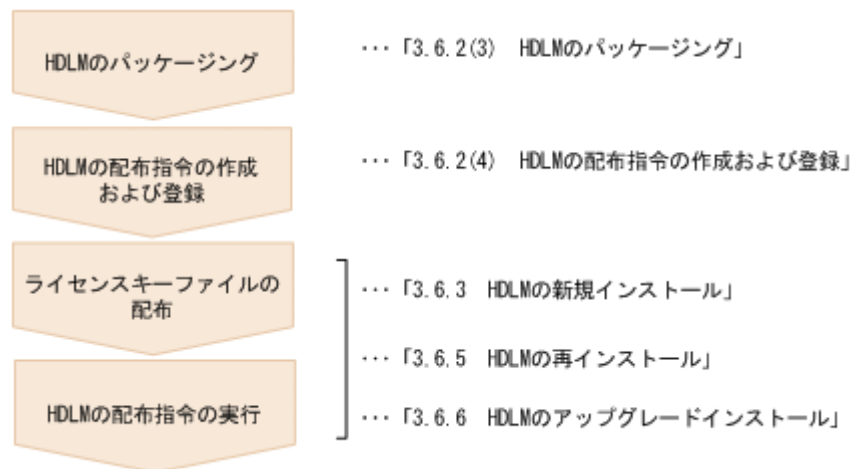 HDLMのパッケージング
･･･「3.6.2(3) HDLMのパッケージング」
HDLMの配布指令の作成
および登録
･･･「3.6.2(4) HDLMの配布指令の作成および登録」
ライセンスキーファイルの
配布
･･･「3.6.3 HDLMの新規インストール」
･･･「3.6.5 HDLMの再インストール」
HDLMの配布指令の実行
･･･「3.6.6 HDLMのアップグレードインストール」